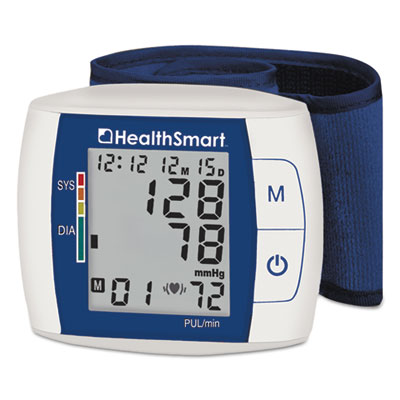 HealthSmart
12:12 12M 15D
SYS 128
M
DIA 78
mmHg
M 01 72
PUL/min